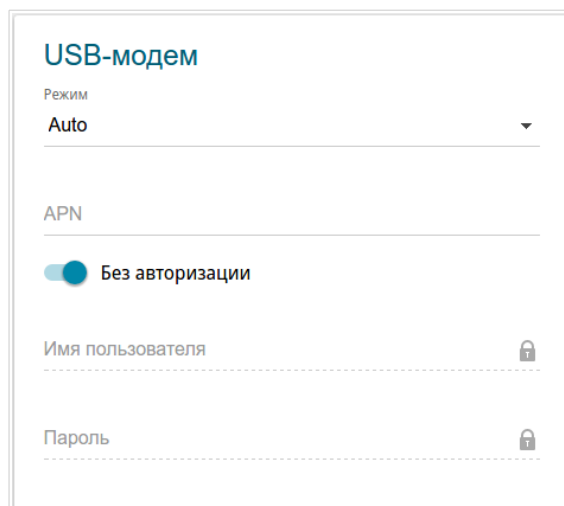 USB-модем
Режим
Auto
APN
Без авторизации
Имя пользователя
Пароль